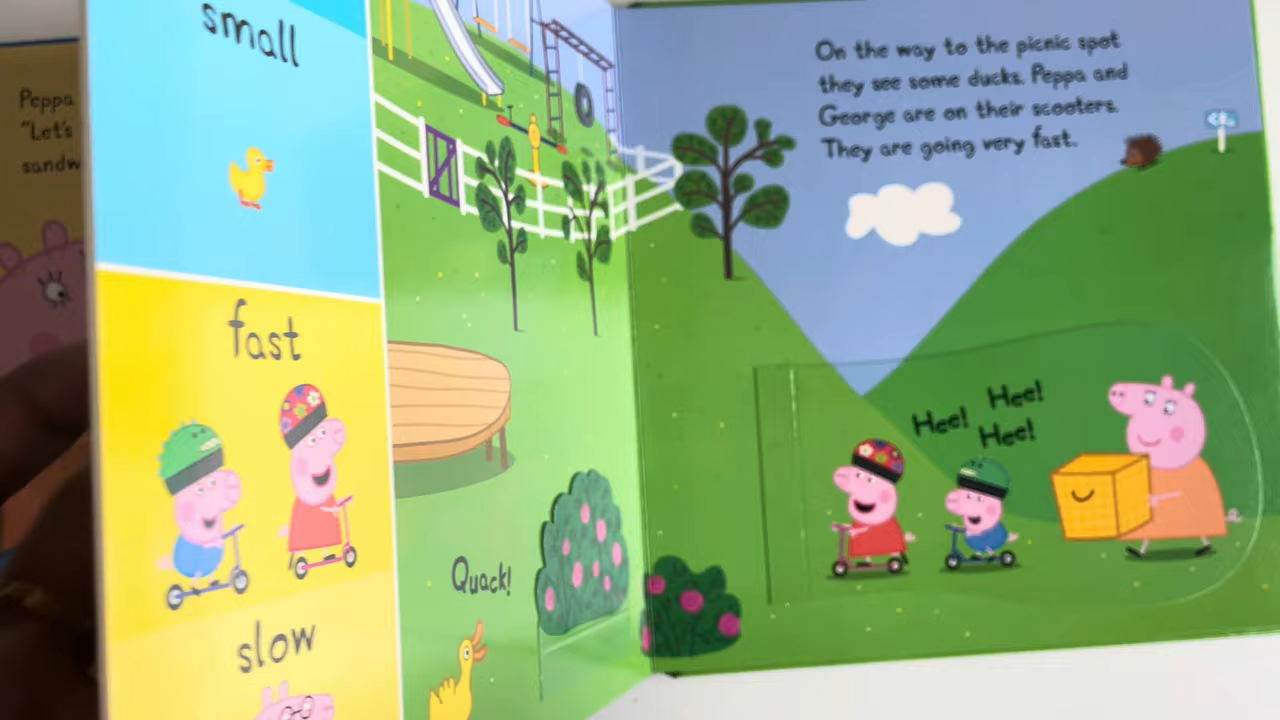 Peppa
"Let's
sandw
small
fast
slow
Quack!
On the way to the picnic spot
they see some ducks. Peppa and
George are on their scooters.
They are going very fast.
Hee! Hee!
Hee!